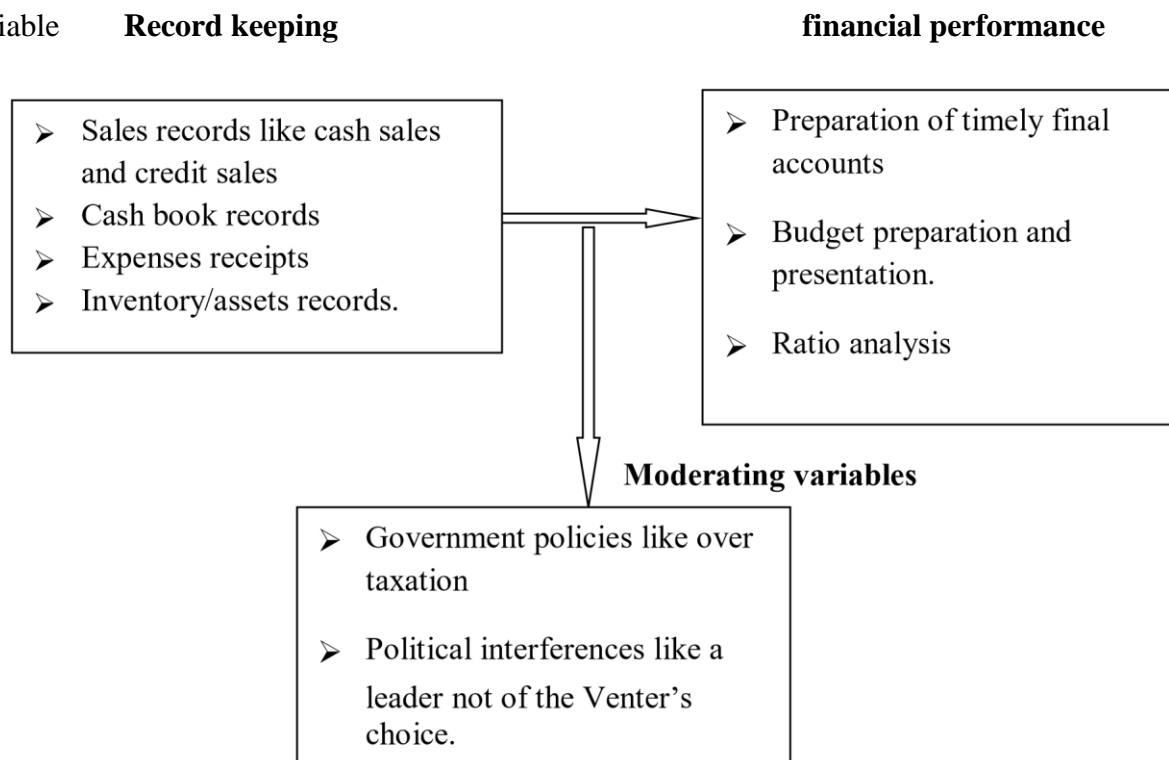 iable Record keeping financial performance
➢ Sales records like cash sales
and credit sales
➢ Cash book records
➢ Expenses receipts
➢ Inventory/assets records.
➢ Preparation of timely final
accounts
➢ Budget preparation and
presentation.
➢ Ratio analysis
Moderating variables
➢ Government policies like over
taxation
➢ Political interferences like a
leader not of the Venter’s
choice.